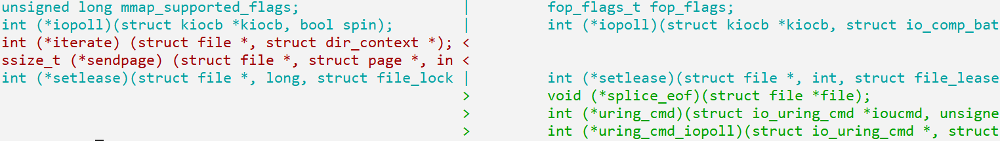 unsigned long mmap_supported_flags; | fop_flags_t fop_flags;
int (*iopoll)(struct kiocb *kiocb, bool spin); | int (*iopoll)(struct kiocb *kiocb, struct io_comp_bat
int (*iterate) (struct file *, struct dir_context *); <
ssize_t (*sendpage) (struct file *, struct page *, in <
int (*setlease)(struct file *, long, struct file_lock | int (*setlease)(struct file *, int, struct file_lease
> void (*splice_eof)(struct file *file);
> int (*uring_cmd)(struct io_uring_cmd *ioucmd, unsigne
> int (*uring_cmd_iopoll)(struct io_uring_cmd *, struct